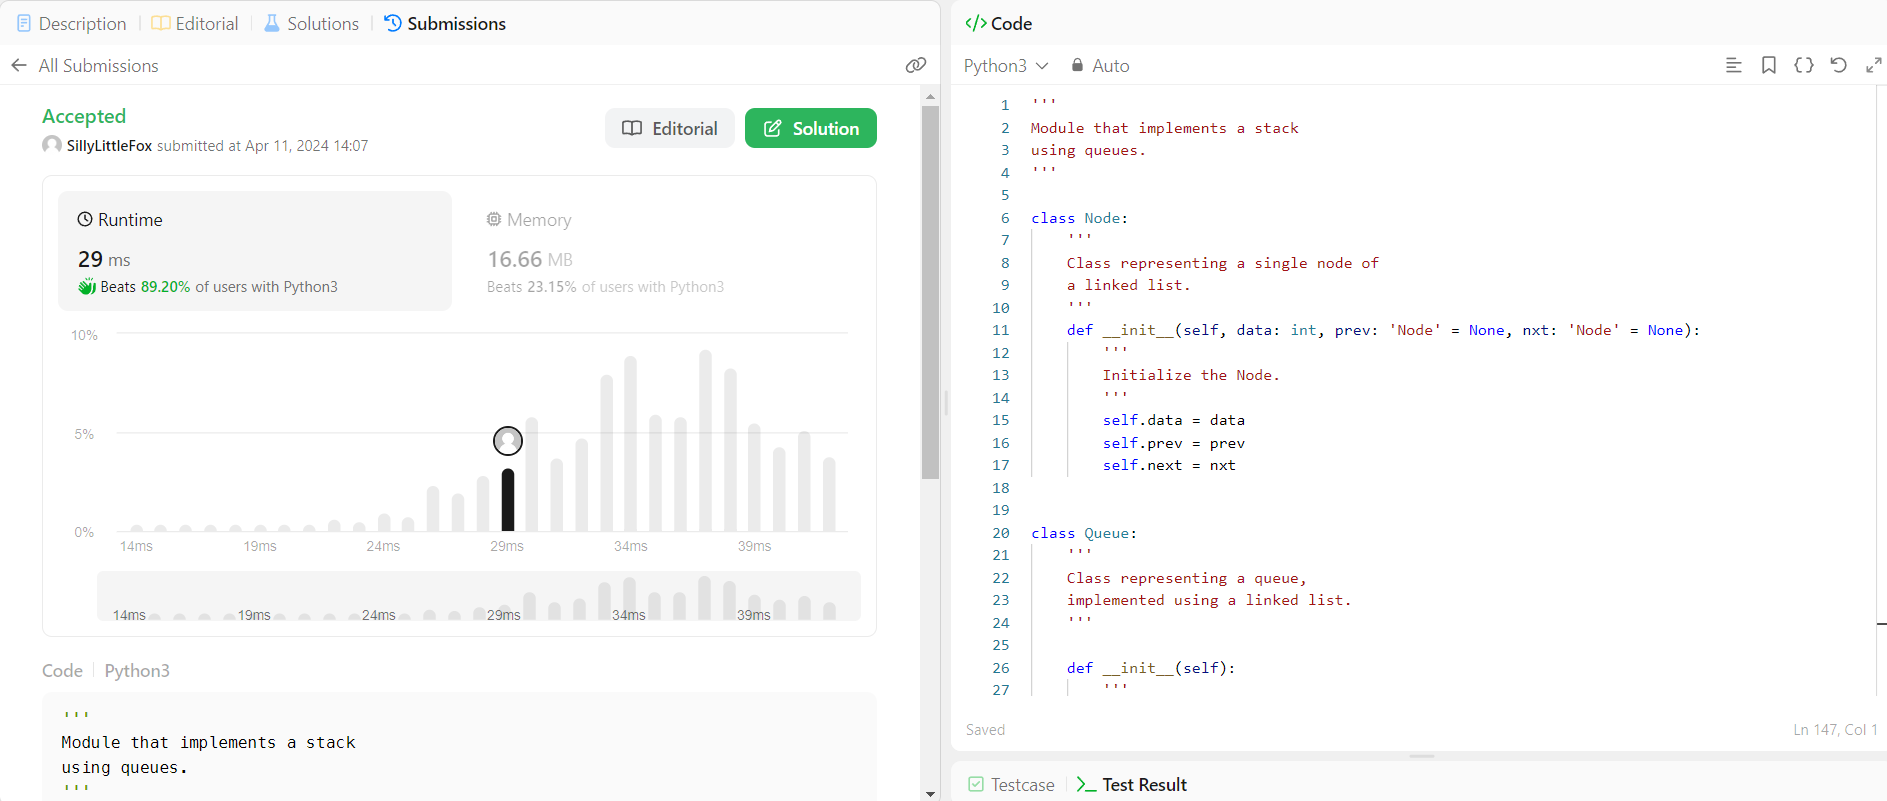 Description Editorial Solutions Submissions
All Submissions
Accepted
SillyLittleFox submitted at Apr 11, 2024 14:07
Editorial
Solution
Runtime
29 ms
Beats 89.20% of users with Python3
Memory
16.66 MB
Beats 23.15% of users with Python3
10%
5%
0%
14ms 19ms 24ms 29ms 34ms 39ms
14ms 19ms 24ms 29ms 34ms 39ms
Code Python3
'''
Module that implements a stack
using queues.
'''
</> Code
Python3 Auto
1 '''
2 Module that implements a stack
3 using queues.
4 '''
5
6 class Node:
7     '''
8     Class representing a single node of
9     a linked list.
10     '''
11     def __init__(self, data: int, prev: 'Node' = None, nxt: 'Node' = None):
12         '''
13         Initialize the Node.
14         '''
15         self.data = data
16         self.prev = prev
17         self.next = nxt
18
19
20 class Queue:
21     '''
22     Class representing a queue,
23     implemented using a linked list.
24     '''
25
26     def __init__(self):
27         '''
Saved
Ln 147, Col 1
Testcase Test Result